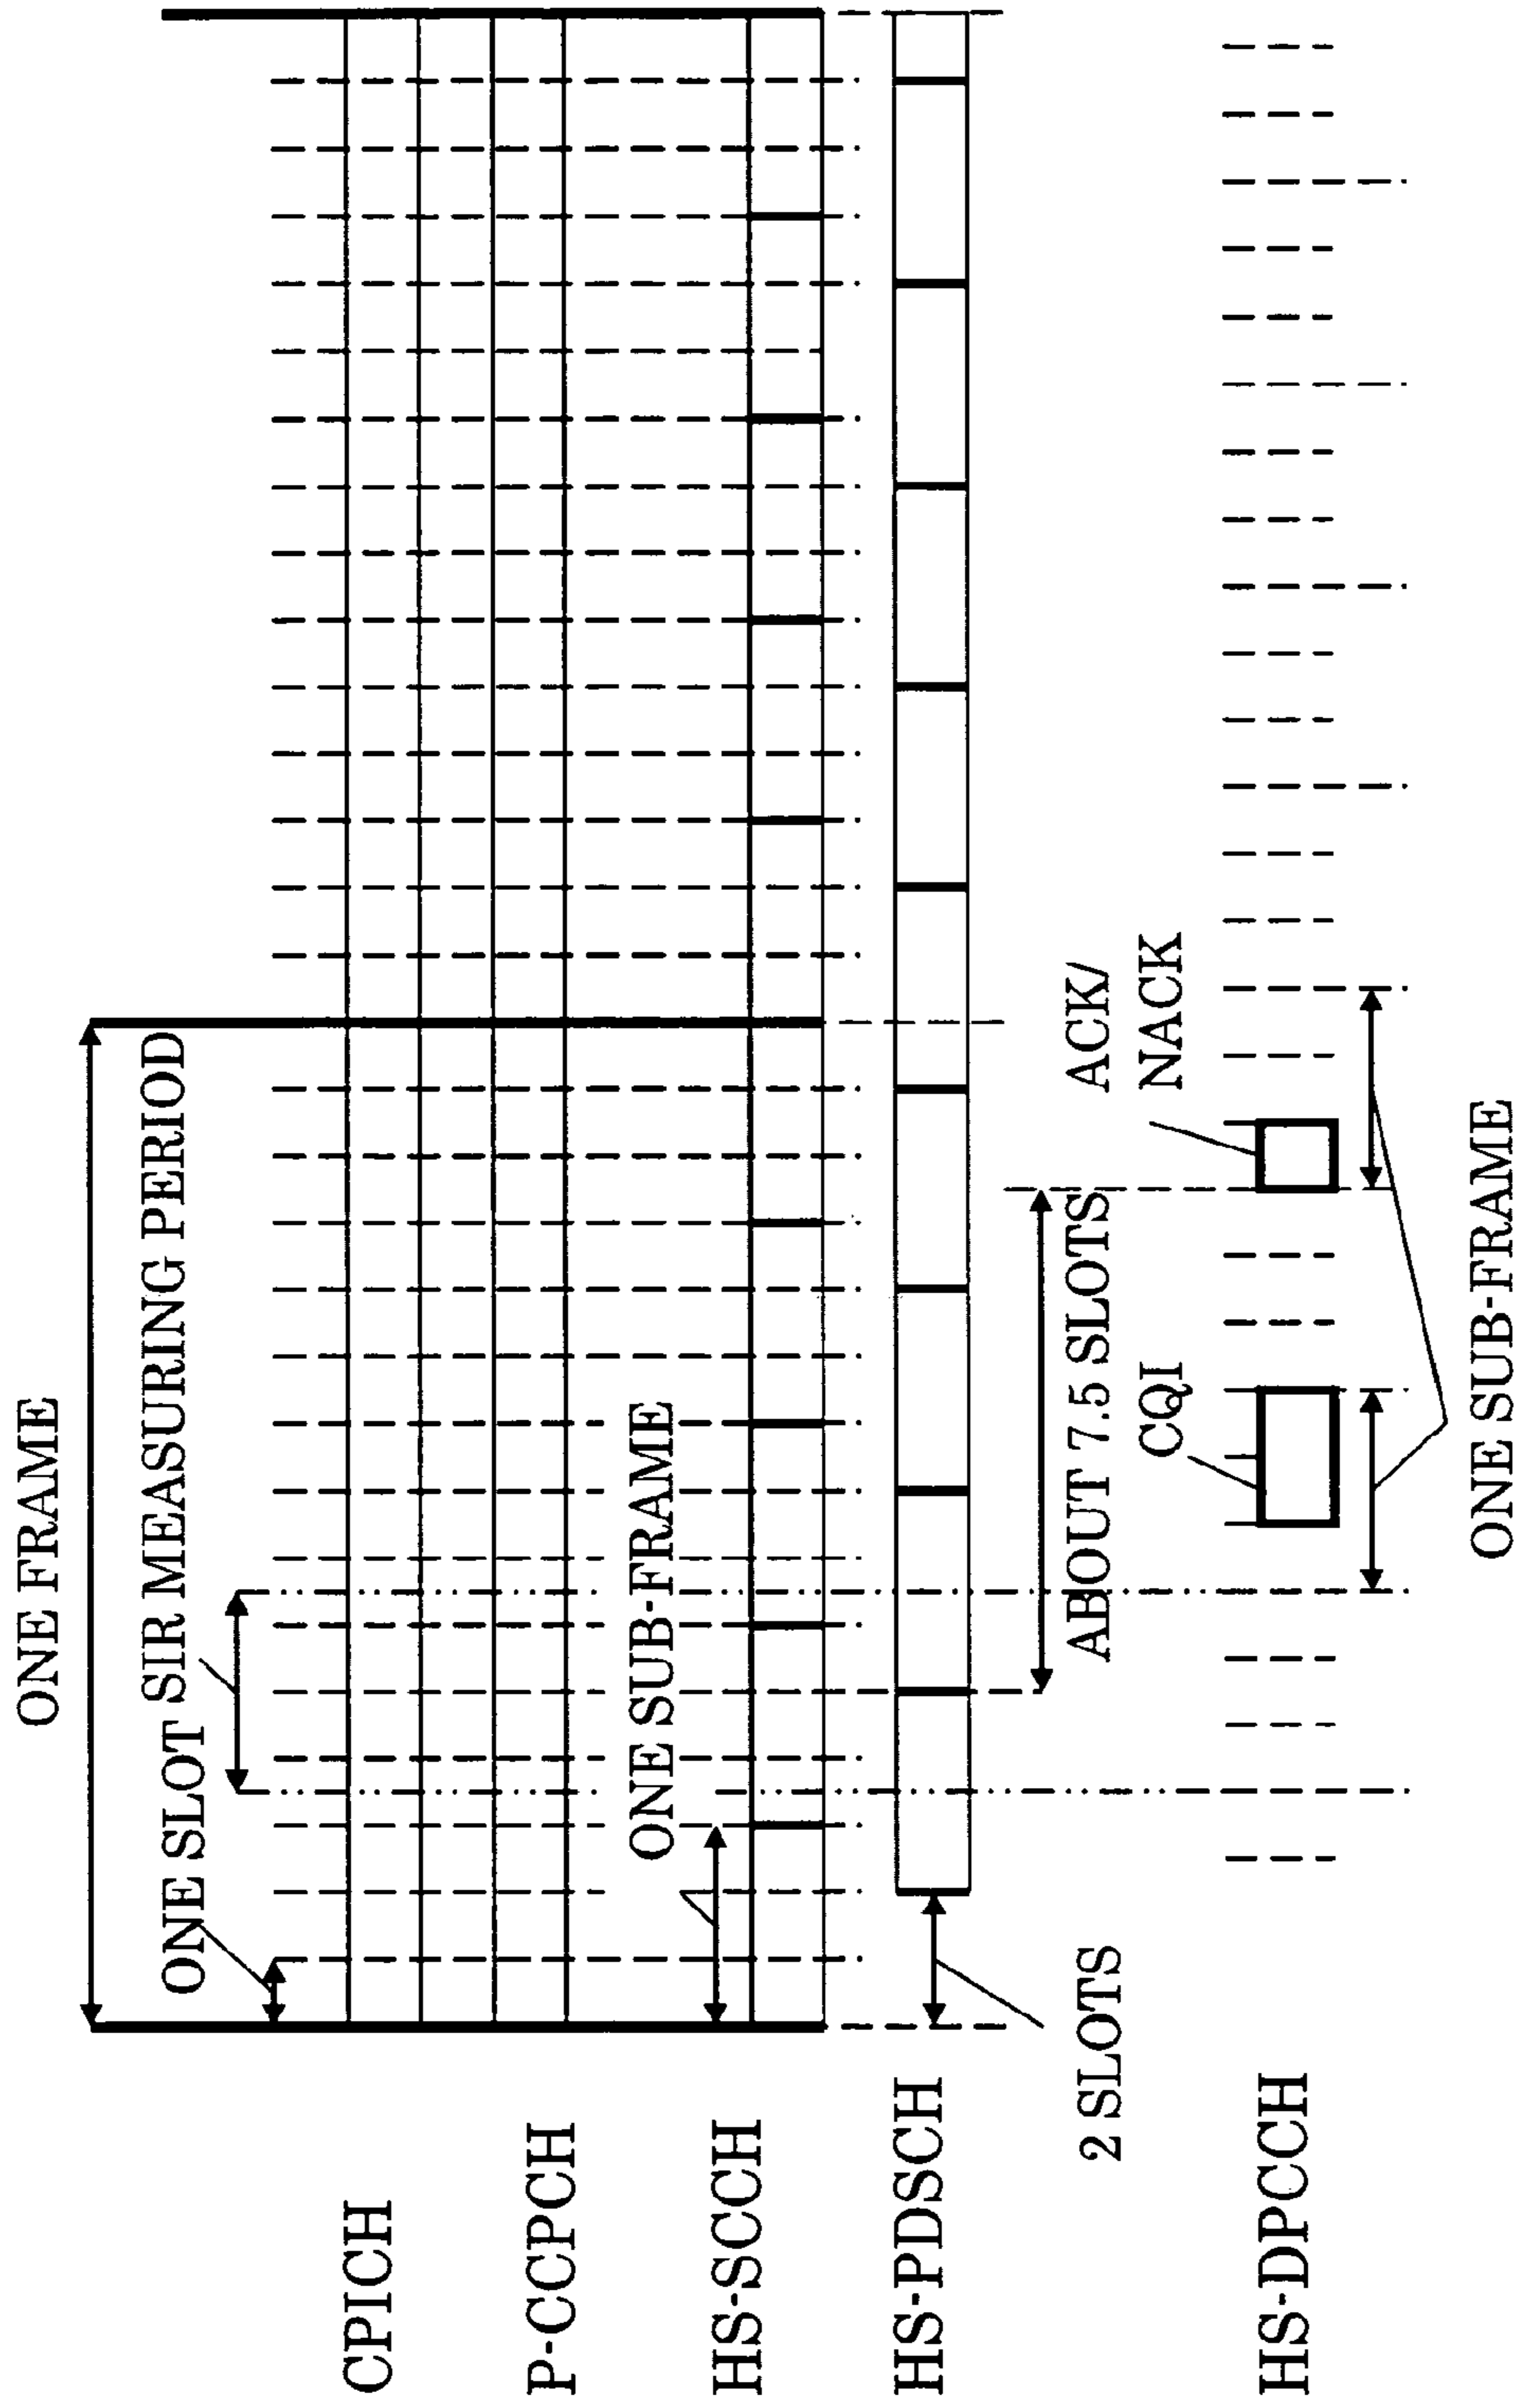 ONE FRAME
ONE SLOT
SIR MEASURING PERIOD
CPICH
P-CCPCH
ONE SUB-FRAME
HS-SCCH
HS-PDSCH
2 SLOTS
ABOUT 7.5 SLOTS
ACK/
NACK
CQI
HS-DPCCH
ONE SUB-FRAME